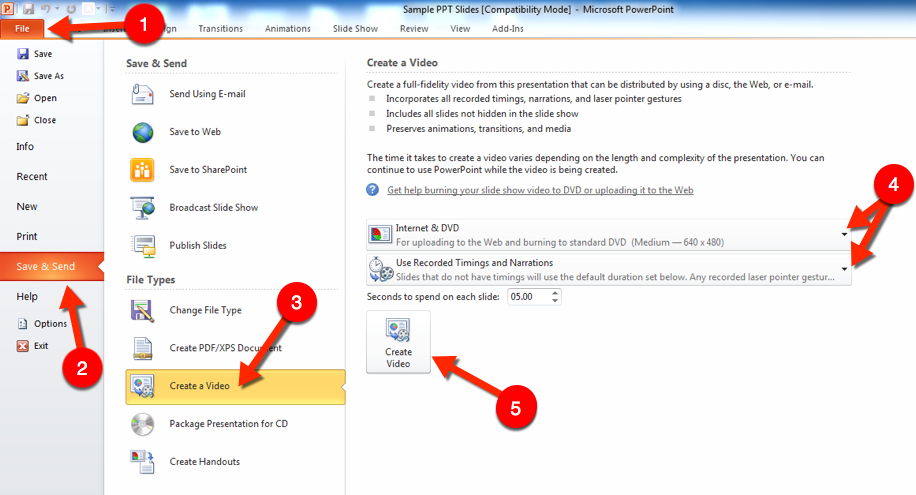 Sample PPT Slides [Compatibility Mode] - Microsoft PowerPoint
File
Transitions
Animations
Slide Show
Review
View
Add-Ins
1
Save
Save As
Open
Close
Info
Recent
New
Print
Save & Send
Help
Options
Exit
2
Save & Send
Send Using E-mail
Save to Web
Save to SharePoint
Broadcast Slide Show
Publish Slides
File Types
Change File Type
Create PDF/XPS Document
Create a Video
Package Presentation for CD
Create Handouts
3
Create a Video
Create a full-fidelity video from this presentation that can be distributed by using a disc, the Web, or e-mail.
Incorporates all recorded timings, narrations, and laser pointer gestures
Includes all slides not hidden in the slide show
Preserves animations, transitions, and media
The time it takes to create a video varies depending on the length and complexity of the presentation. You can
continue to use PowerPoint while the video is being created.
Get help burning your slide show video to DVD or uploading it to the Web
4
Internet & DVD
For uploading to the Web and burning to standard DVD (Medium — 640 x 480)
Use Recorded Timings and Narrations
Slides that do not have timings will use the default duration set below. Any recorded laser pointer gestur...
Seconds to spend on each slide: 05.00
Create
Video
5